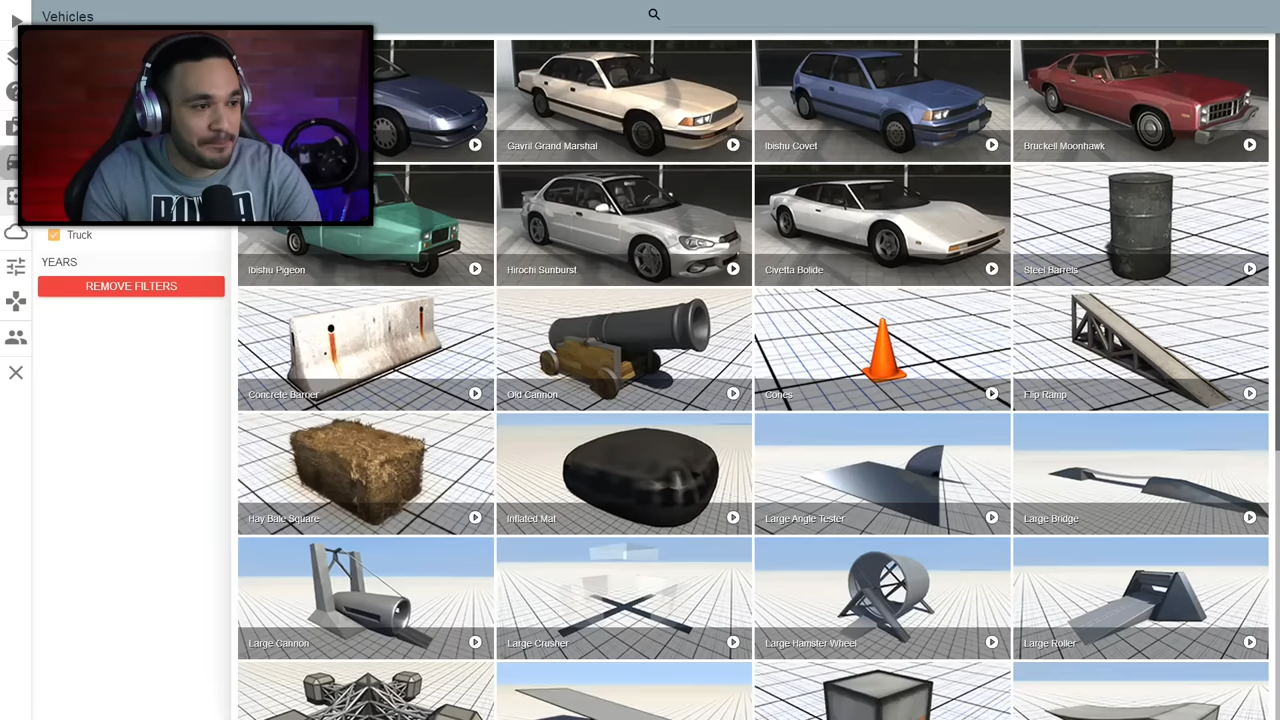 Vehicles
Gavril Grand Marshal
Ibishu Covet
Bruckell Moonhawk
Ibishu Pigeon
Hirochi Sunburst
Civetta Bolide
Steel Barrels
Truck
YEARS
REMOVE FILTERS
Concrete Barrier
Old Cannon
Cones
Flip Ramp
Hay Bale Square
Inflated Mat
Large Angle Tester
Large Bridge
Large Cannon
Large Crusher
Large Hamster Wheel
Large Roller